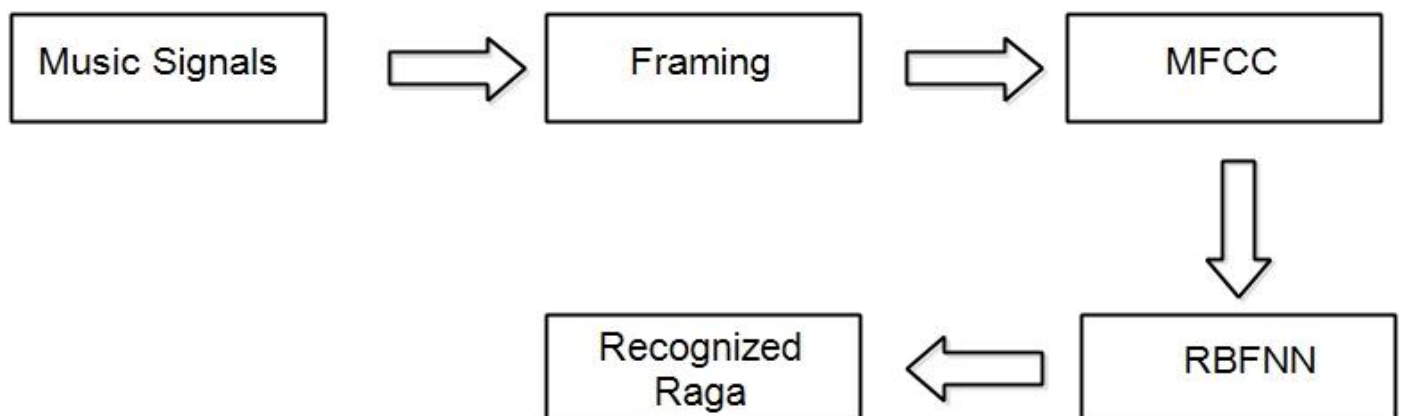 Music Signals
Framing
MFCC
RBFNN
Recognized
Raga